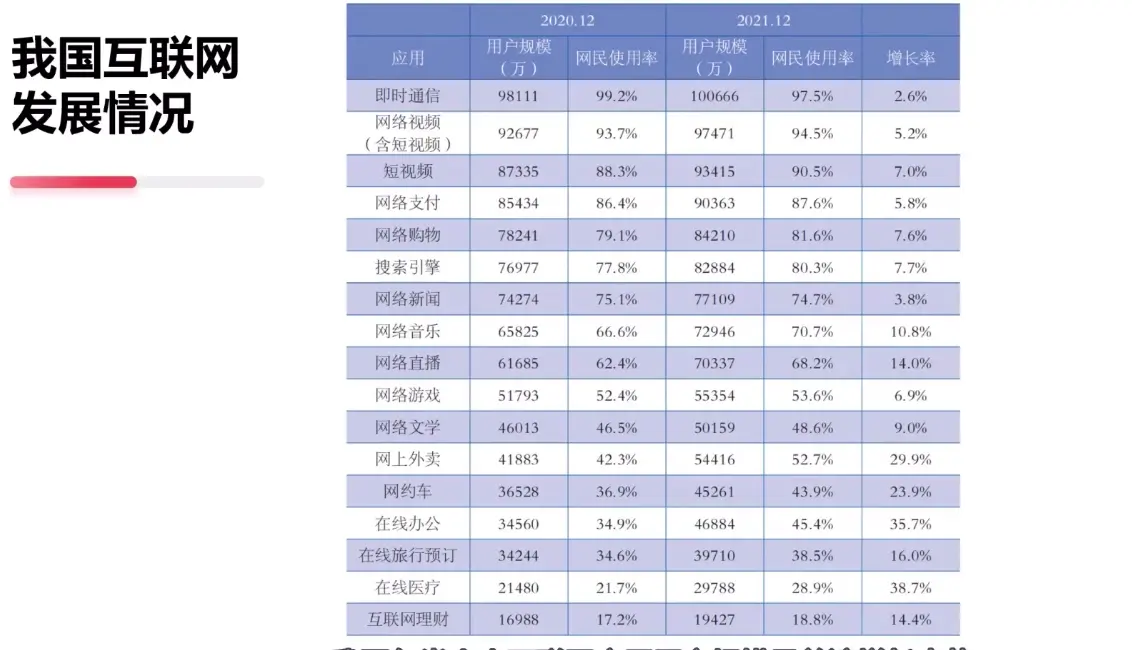 我国互联网
发展情况
2020.12 2021.12
应用 用户规模（万） 网民使用率 用户规模（万） 网民使用率 增长率
即时通信 98111 99.2% 100666 97.5% 2.6%
网络视频（含短视频） 92677 93.7% 97471 94.5% 5.2%
短视频 87335 88.3% 93415 90.5% 7.0%
网络支付 85434 86.4% 90363 87.6% 5.8%
网络购物 78241 79.1% 84210 81.6% 7.6%
搜索引擎 76977 77.8% 82884 80.3% 7.7%
网络新闻 74274 75.1% 77109 74.7% 3.8%
网络音乐 65825 66.6% 72946 70.7% 10.8%
网络直播 61685 62.4% 70337 68.2% 14.0%
网络游戏 51793 52.4% 55354 53.6% 6.9%
网络文学 46013 46.5% 50159 48.6% 9.0%
网上外卖 41883 42.3% 54416 52.7% 29.9%
网约车 36528 36.9% 45261 43.9% 23.9%
在线办公 34560 34.9% 46884 45.4% 35.7%
在线旅行预订 34244 34.6% 39710 38.5% 16.0%
在线医疗 21480 21.7% 29788 28.9% 38.7%
互联网理财 16988 17.2% 19427 18.8% 14.4%